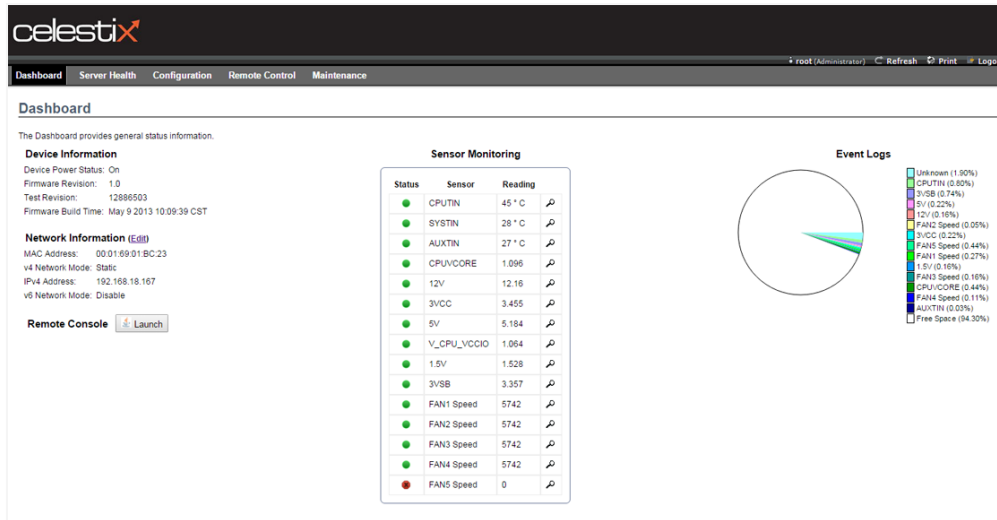 celestix
root (Administrator) Refresh Print Logo
Dashboard Server Health Configuration Remote Control Maintenance
Dashboard
The Dashboard provides general status information.
Device Information
Device Power Status: On
Firmware Revision: 1.0
Test Revision: 12886503
Firmware Build Time: May 9 2013 10:09:39 CST
Network Information (Edit)
MAC Address: 00:01:69:01:BC:23
v4 Network Mode: Static
IPv4 Address: 192.168.18.167
v6 Network Mode: Disable
Remote Console Launch
Sensor Monitoring
Status Sensor Reading
CPUTIN 45 ° C
SYSTIN 28 ° C
AUXTIN 27 ° C
CPUVCORE 1.096
12V 12.16
3VCC 3.455
5V 5.184
V_CPU_VCCIO 1.064
1.5V 1.528
3VSB 3.357
FAN1 Speed 5742
FAN2 Speed 5742
FAN3 Speed 5742
FAN4 Speed 5742
FAN5 Speed 0
Event Logs
Unknown (1.90%)
CPUTIN (0.80%)
3VSB (0.74%)
5V (0.22%)
12V (0.16%)
FAN2 Speed (0.05%)
3VCC (0.22%)
FAN5 Speed (0.44%)
FAN1 Speed (0.27%)
1.5V (0.16%)
FAN3 Speed (0.16%)
CPUVCORE (0.44%)
FAN4 Speed (0.11%)
AUXTIN (0.03%)
Free Space (94.30%)